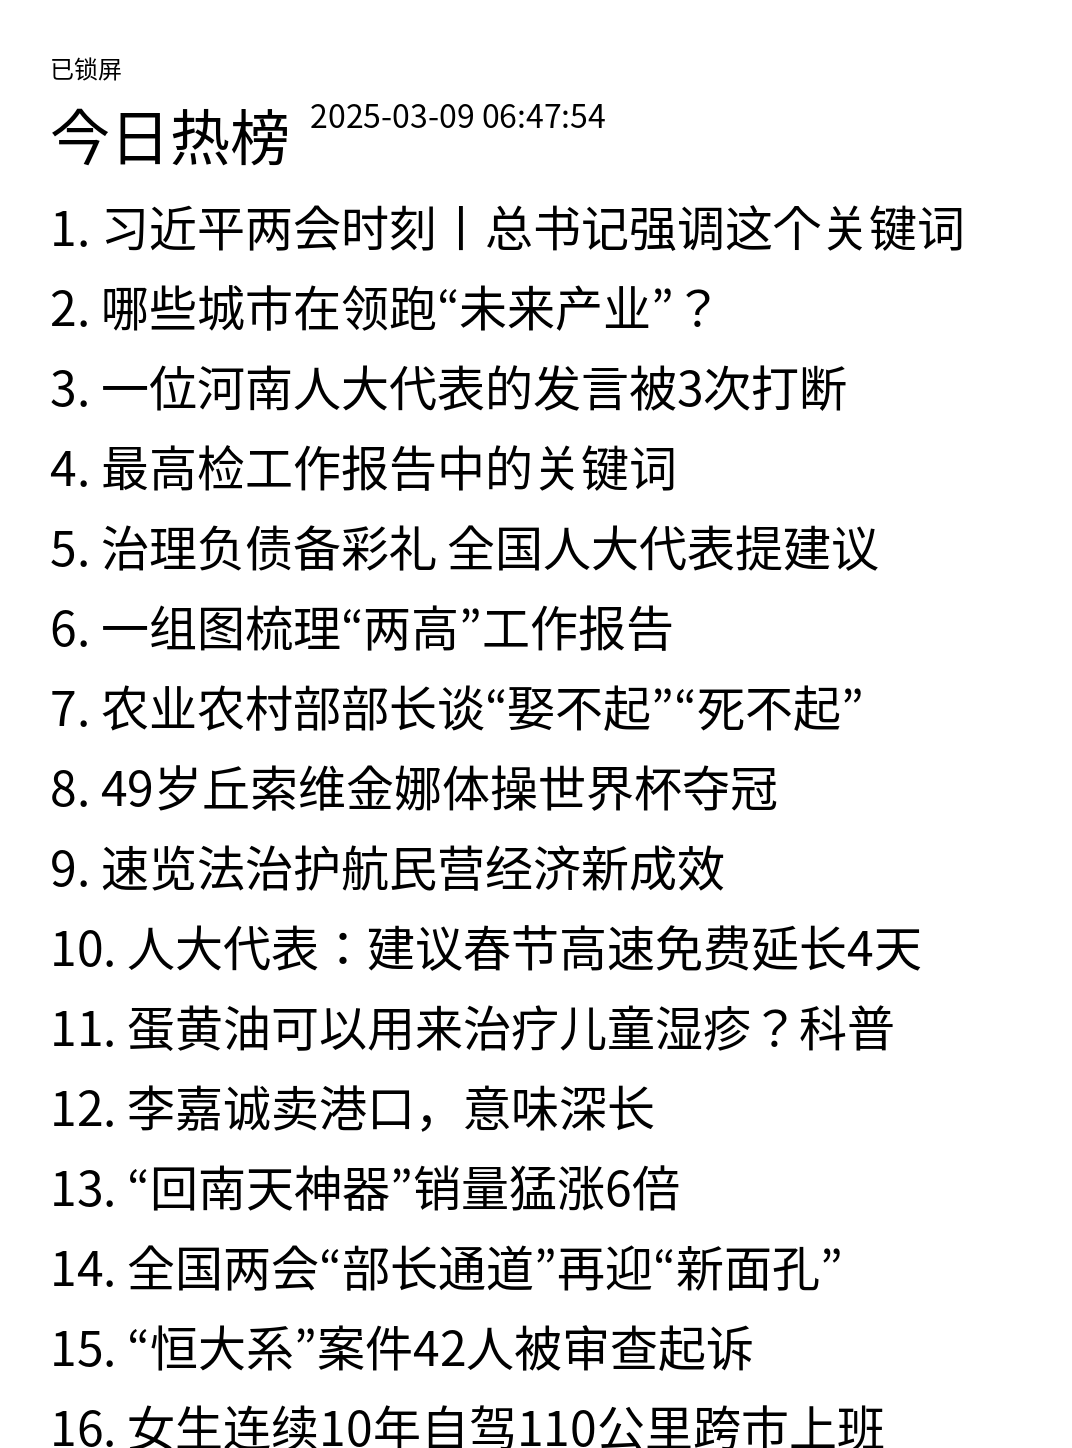 已锁屏
今日热榜 2025-03-09 06:47:54
1. 习近平两会时刻丨总书记强调这个关键词
2. 哪些城市在领跑“未来产业”？
3. 一位河南人大代表的发言被3次打断
4. 最高检工作报告中的关键词
5. 治理负债备彩礼 全国人大代表提建议
6. 一组图梳理“两高”工作报告
7. 农业农村部部长谈“娶不起”“死不起”
8. 49岁丘索维金娜体操世界杯夺冠
9. 速览法治护航民营经济新成效
10. 人大代表：建议春节高速免费延长4天
11. 蛋黄油可以用来治疗儿童湿疹？科普
12. 李嘉诚卖港口，意味深长
13. “回南天神器”销量猛涨6倍
14. 全国两会“部长通道”再迎“新面孔”
15. “恒大系”案件42人被审查起诉
16. 女生连续10年自驾110公里跨市上班